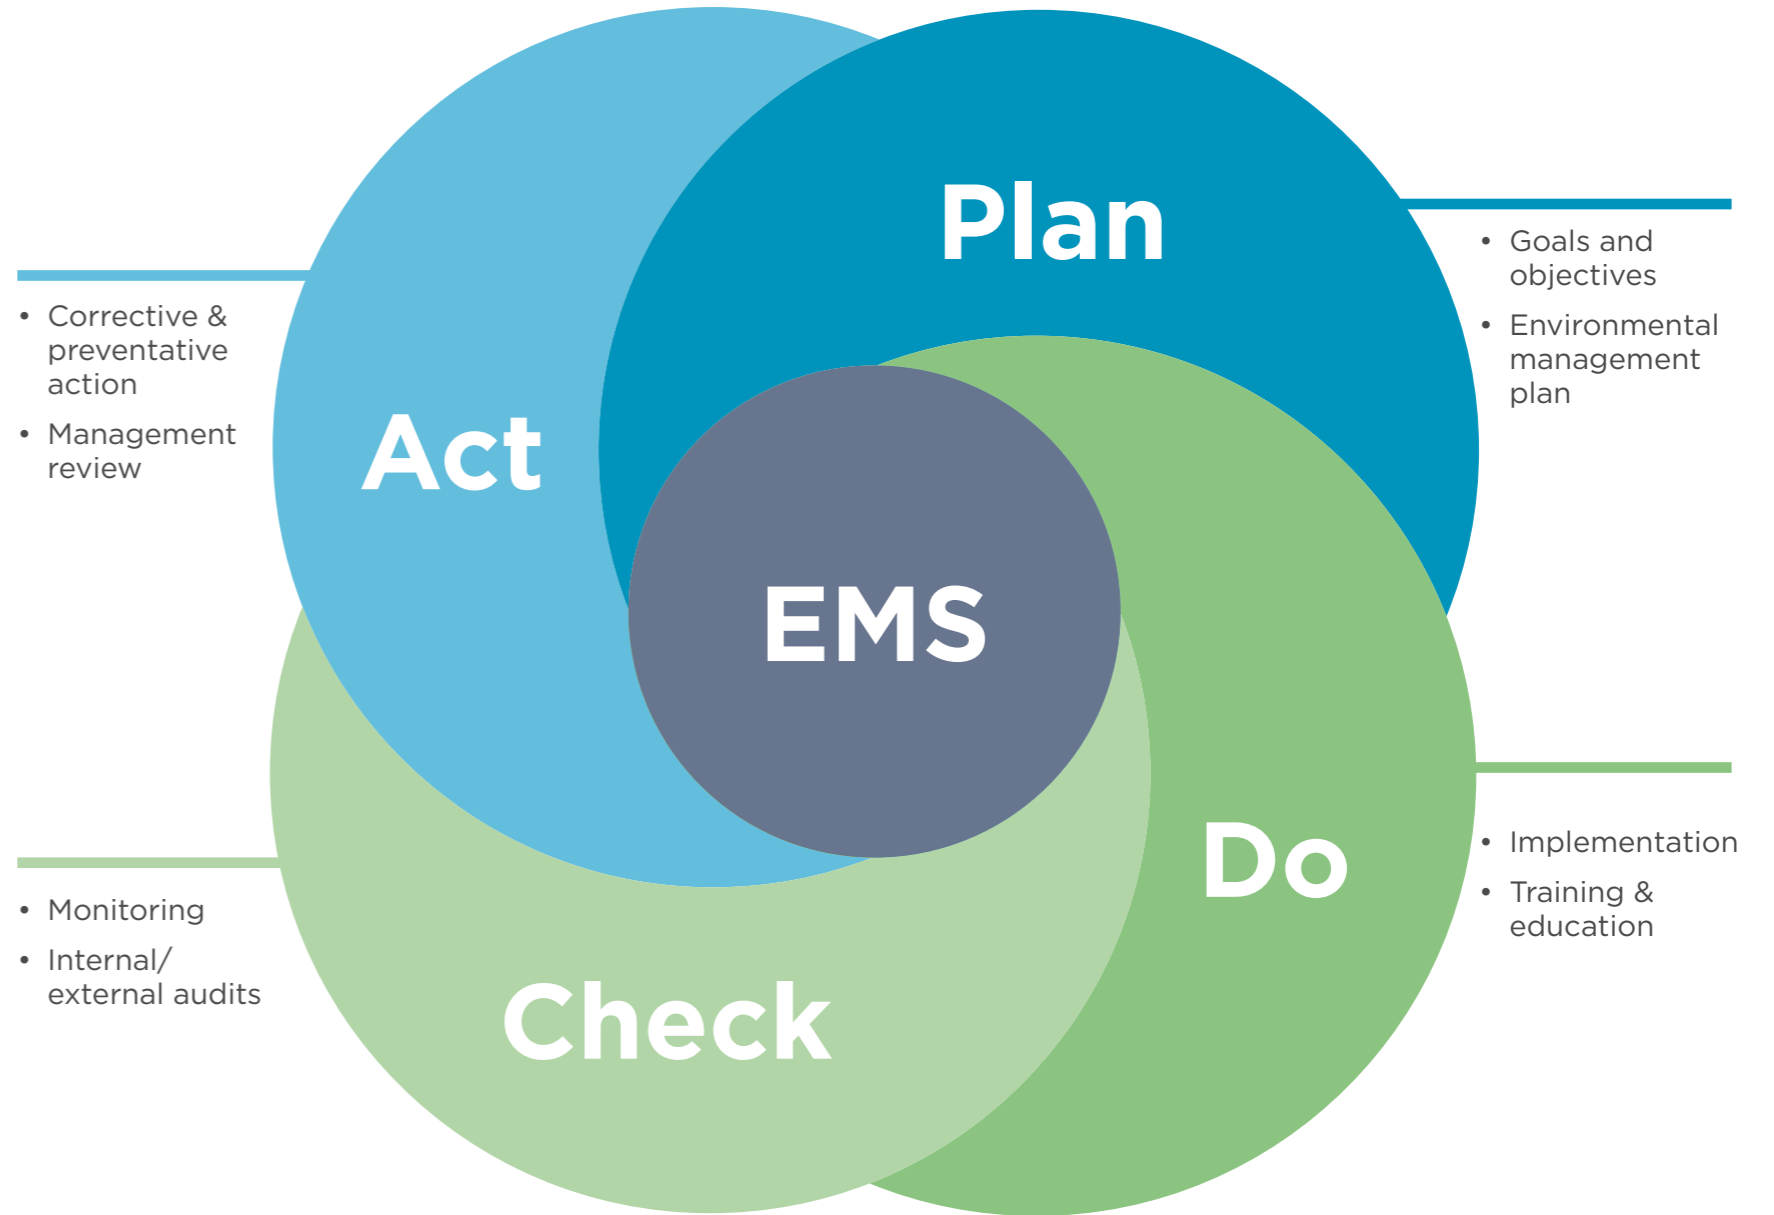 Plan
• Goals and
objectives
• Environmental
management
plan
• Corrective &
preventative
action
• Management
review
Act
EMS
Do
• Implementation
• Training &
education
• Monitoring
• Internal/
external audits
Check